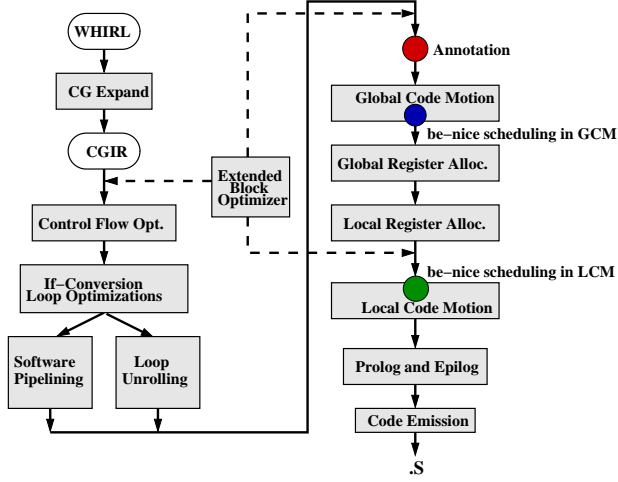 WHIRL
CG Expand
CGIR
Control Flow Opt.
If−Conversion
Loop Optimizations
Software
Pipelining
Loop
Unrolling
Extended
Block
Optimizer
Annotation
Global Code Motion
be−nice scheduling in GCM
Global Register Alloc.
Local Register Alloc.
be−nice scheduling in LCM
Local Code Motion
Prolog and Epilog
Code Emission
.S